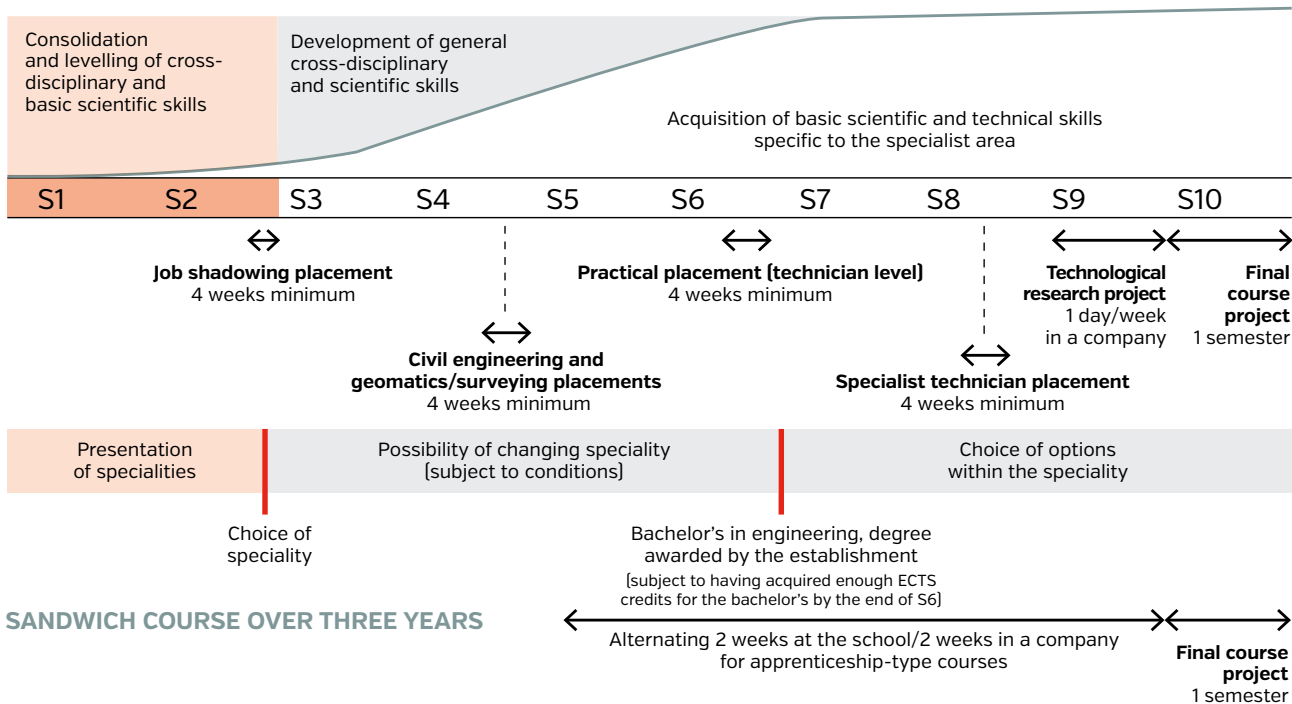 Consolidation
and levelling of cross-
disciplinary and
basic scientific skills
Development of general
cross-disciplinary
and scientific skills
Acquisition of basic scientific and technical skills
specific to the specialist area
S1 S2 S3 S4 S5 S6 S7 S8 S9 S10
Job shadowing placement
4 weeks minimum
Civil engineering and
geomatics/surveying placements
4 weeks minimum
Practical placement (technician level)
4 weeks minimum
Specialist technician placement
4 weeks minimum
Technological
research project
1 day/week
in a company
Final
course
project
1 semester
Presentation
of specialities
Possibility of changing speciality
(subject to conditions)
Choice of options
within the speciality
Choice of
speciality
Bachelor's in engineering, degree
awarded by the establishment
(subject to having acquired enough ECTS
credits for the bachelor's by the end of S6)
SANDWICH COURSE OVER THREE YEARS
Alternating 2 weeks at the school/2 weeks in a company
for apprenticeship-type courses
Final course
project
1 semester